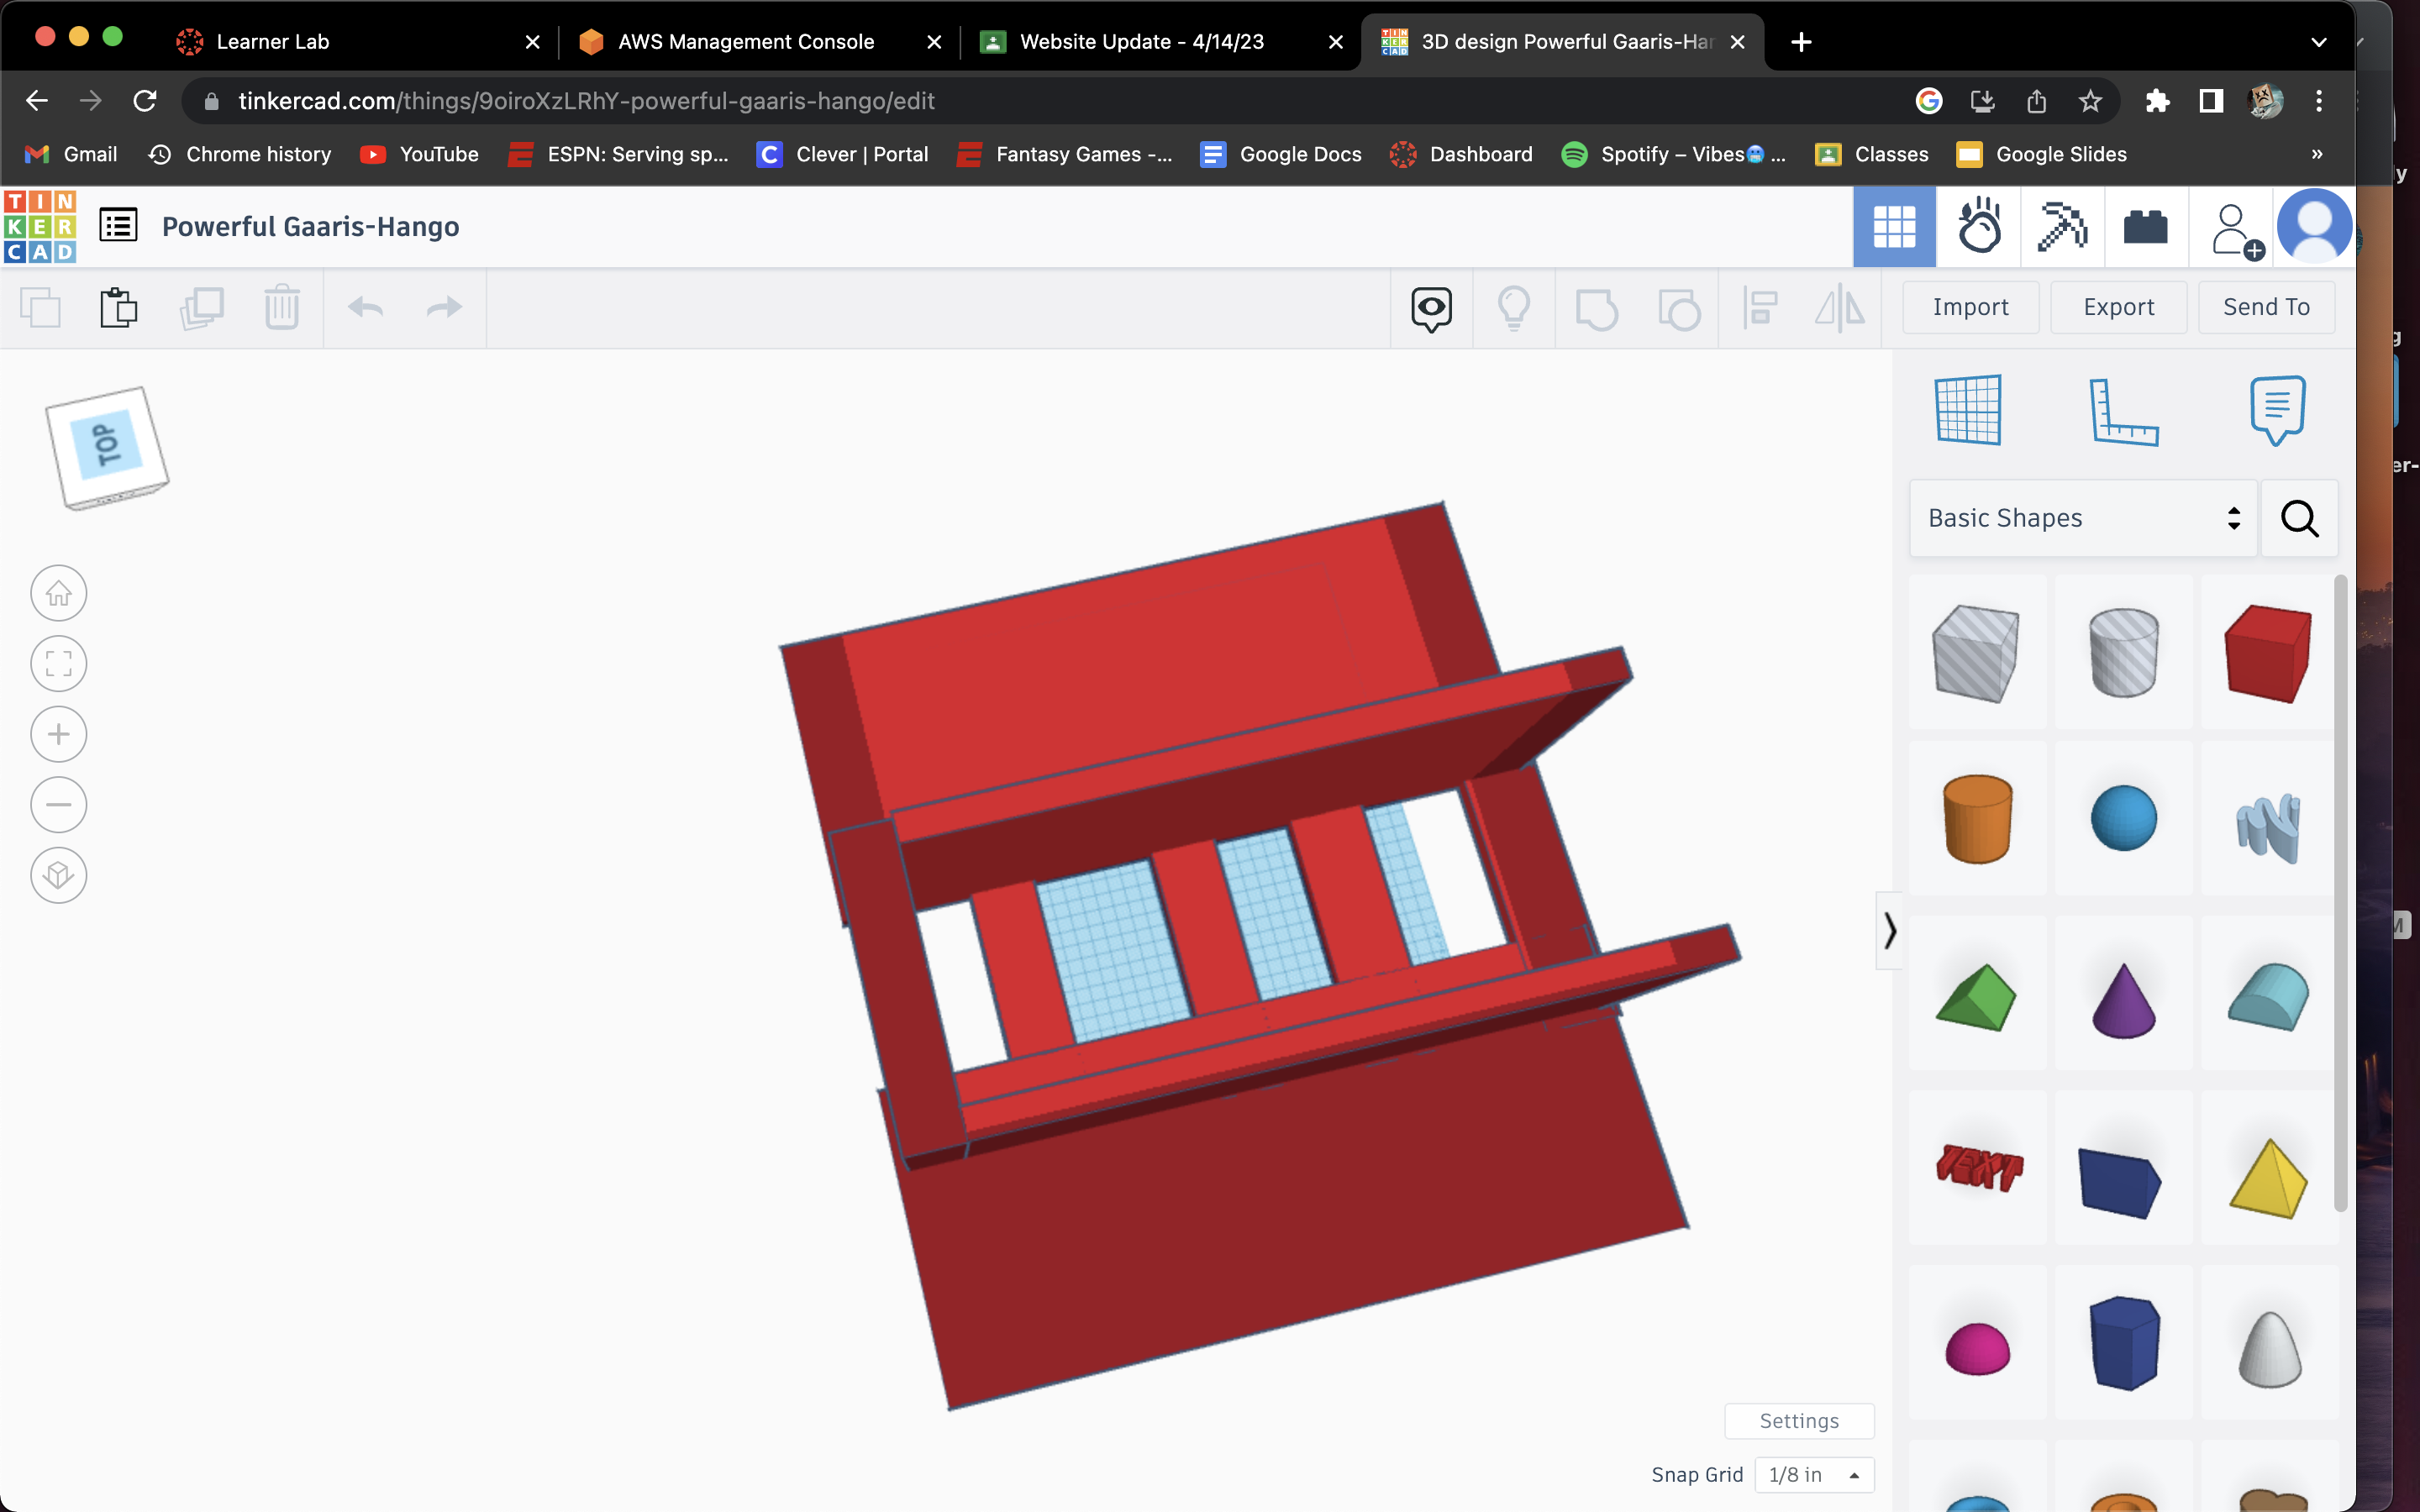 Learner Lab
AWS Management Console
Website Update - 4/14/23
3D design Powerful Gaaris-Han
tinkercad.com/things/9oiroXzLRhY-powerful-gaaris-hango/edit
Gmail
Chrome history
YouTube
ESPN: Serving sp...
Clever | Portal
Fantasy Games -...
Google Docs
Dashboard
Spotify – Vibes🥶 ...
Classes
Google Slides
»
TIN
KER
CAD
Powerful Gaaris-Hango
Import
Export
Send To
TOP
Basic Shapes
TEXT
Settings
Snap Grid
1/8 in
y
g
er-
M